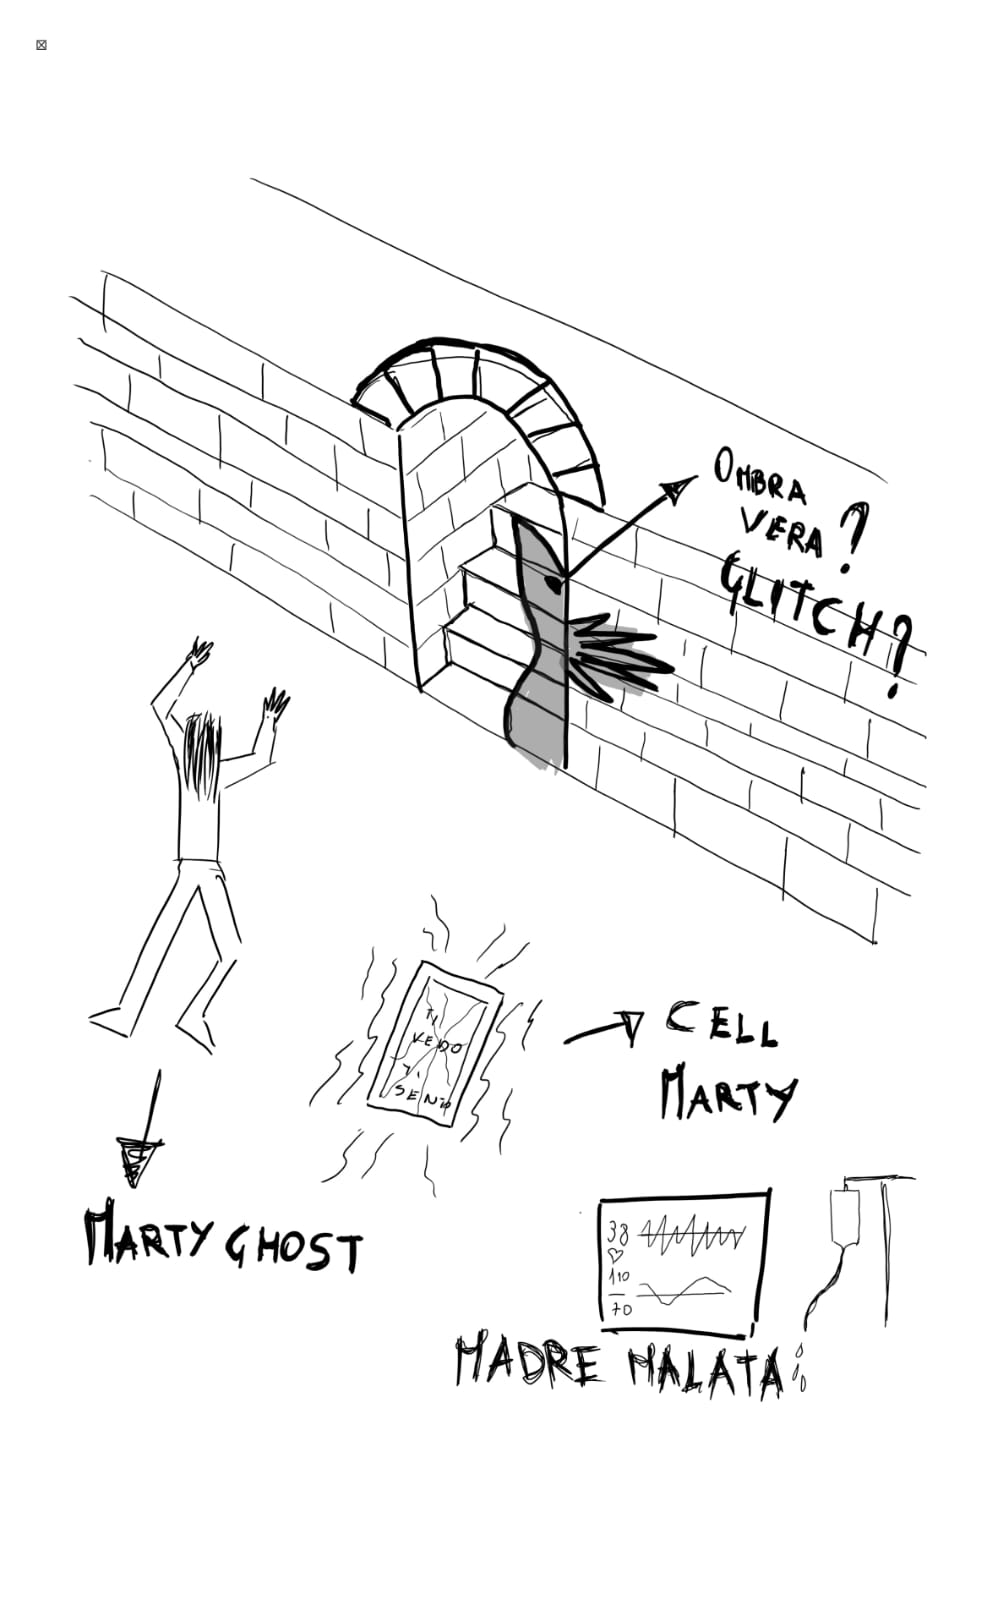 OMBRA
VERA?
GLITCH?
TI
VEDO
TI
SENTO
CELL
MARTY
MARTY GHOST
38
110
70
MADRE MALATA